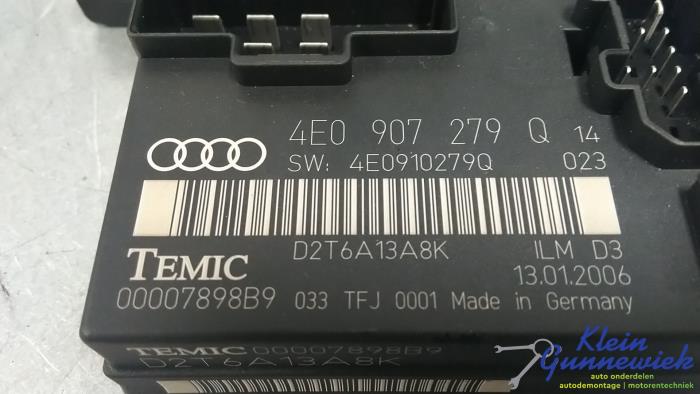 4E0 907 279 Q 14
SW: 4E0910279Q 023
D2T6A13A8K ILM D3
TEMIC 13.01.2006
00007898B9 033 TFJ 0001 Made in Germany
TEMIC 00007898B9
D2T6A13A8K
Klein
Gunnewiek
auto onderdelen
autodemontage | motorentechniek